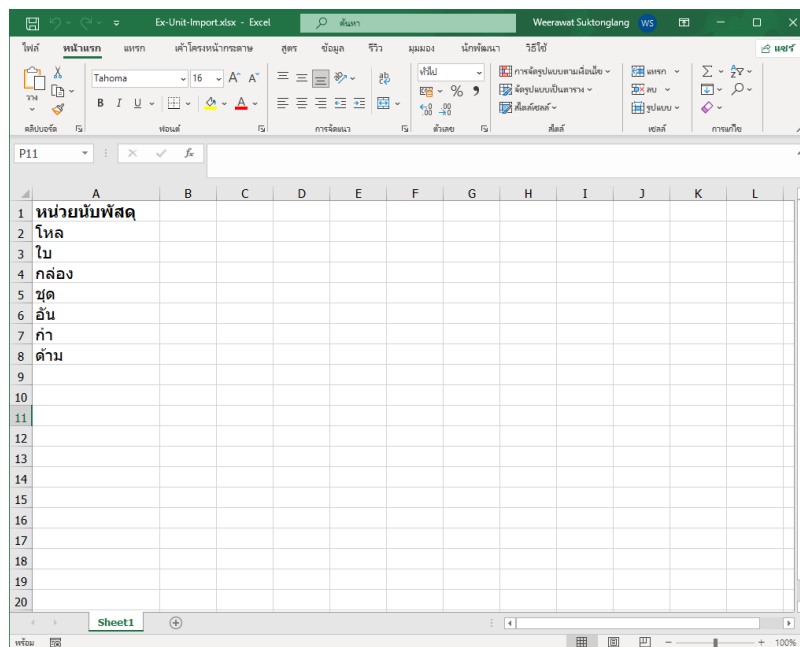 Ex-Unit-Import.xlsx - Excel
ค้นหา
Weerawat Suktonglang
WS
ไฟล์ หน้าแรก แทรก เค้าโครงหน้ากระดาษ สูตร ข้อมูล รีวิว มุมมอง นักพัฒนา วิธีใช้ แชร์
วาง
Tahoma 16
B I U
ab
ทั่วไป
% 9
.00
การจัดรูปแบบตามเงื่อนไข
จัดรูปแบบเป็นตาราง
สไตล์เซลล์
แทรก
ลบ
รูปแบบ
คลิปบอร์ด ฟอนต์ การจัดแนว ตัวเลข สไตล์ เซลล์ การแก้ไข
P11 fx
A B C D E F G H I J K L
1 หน่วยนับพัสดุ
2 โหล
3 ใบ
4 กล่อง
5 ชุด
6 อัน
7 กำ
8 ด้าม
9
10
11
12
13
14
15
16
17
18
19
20
Sheet1
พร้อม 100%